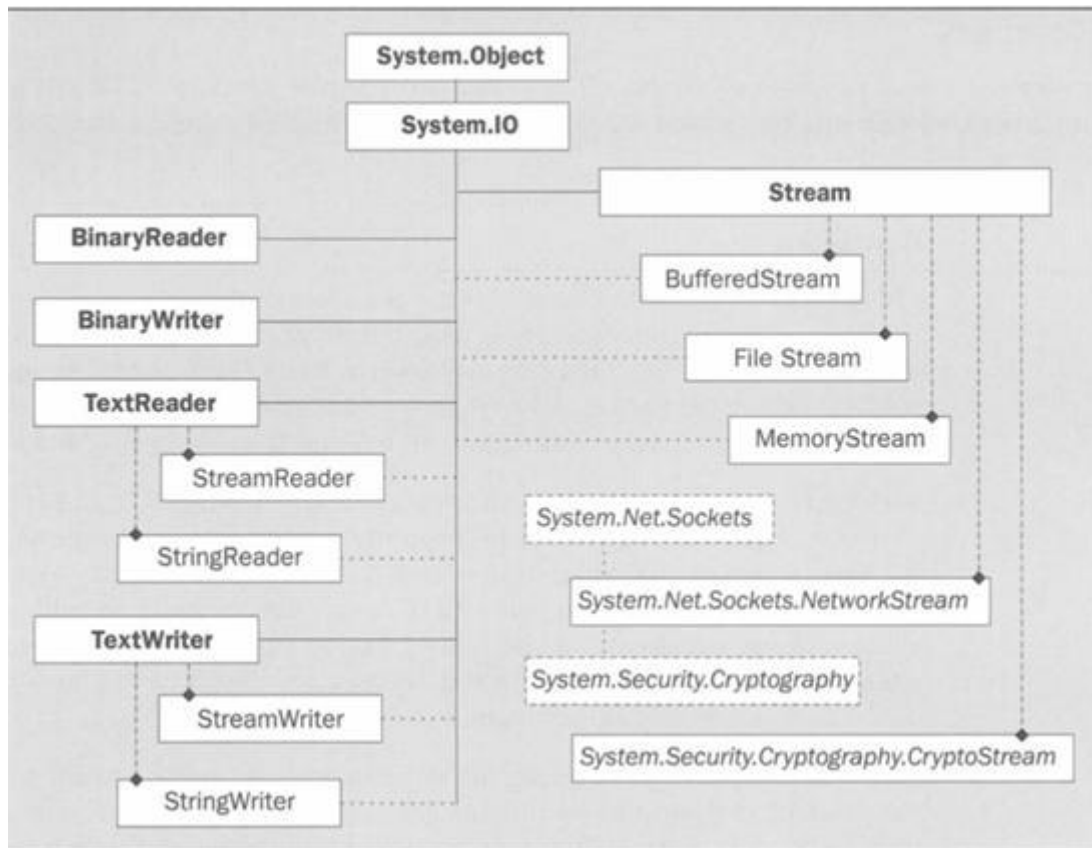 System.Object
System.IO
Stream
BinaryReader
BufferedStream
BinaryWriter
File Stream
TextReader
MemoryStream
StreamReader
System.Net.Sockets
StringReader
System.Net.Sockets.NetworkStream
TextWriter
System.Security.Cryptography
StreamWriter
System.Security.Cryptography.CryptoStream
StringWriter